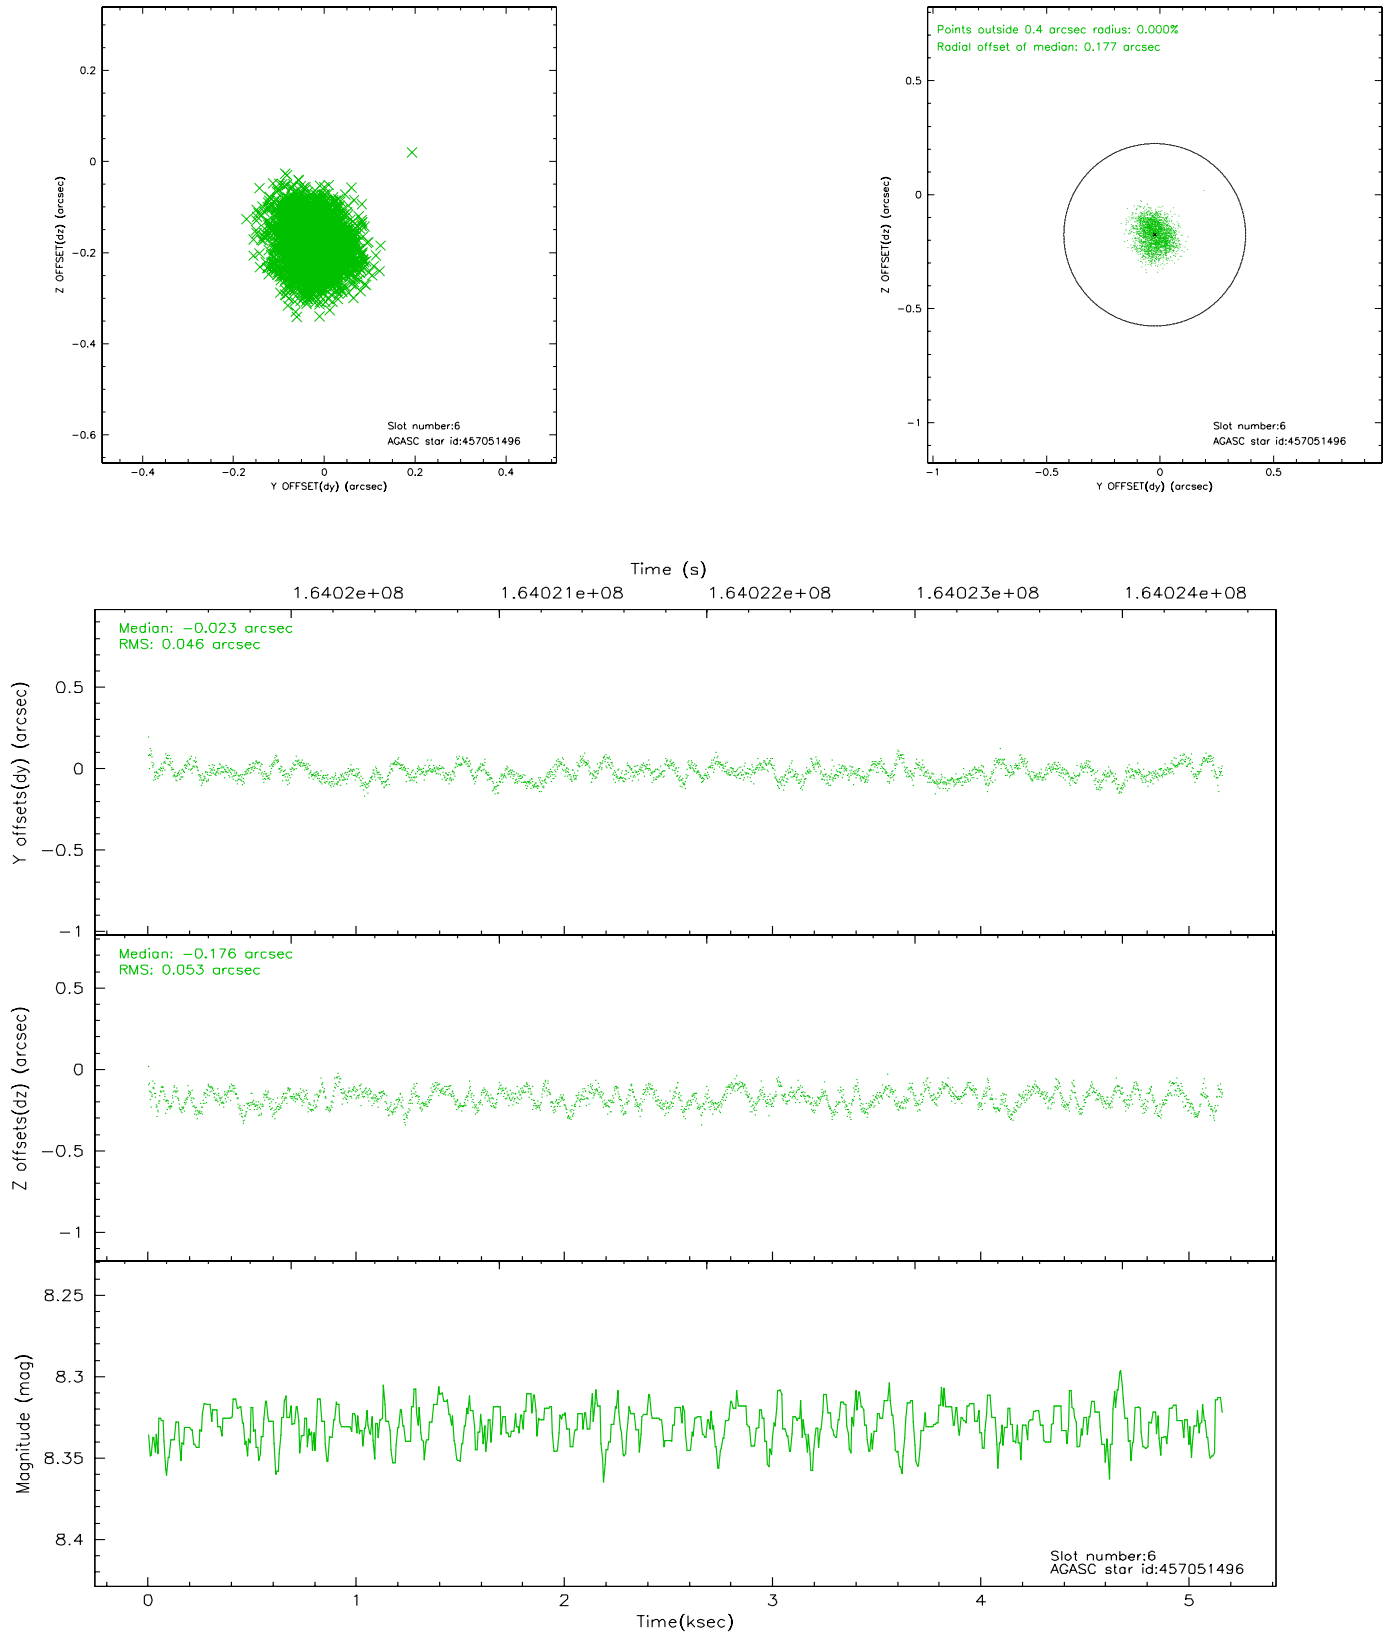 0.2
0
−0.2
−0.4
−0.6
Z OFFSET(dz) (arcsec)
−0.4
−0.2
0
0.2
0.4
Y OFFSET(dy) (arcsec)
Slot number:6
AGASC star id:457051496
Points outside 0.4 arcsec radius: 0.000%
Radial offset of median: 0.177 arcsec
0.5
0
−0.5
−1
Z OFFSET(dz) (arcsec)
−1
−0.5
0
0.5
Y OFFSET(dy) (arcsec)
Slot number:6
AGASC star id:457051496
Time (s)
1.6402e+08
1.64021e+08
1.64022e+08
1.64023e+08
1.64024e+08
Median: −0.023 arcsec
RMS: 0.046 arcsec
0.5
0
−0.5
−1
Y offsets(dy) (arcsec)
Median: −0.176 arcsec
RMS: 0.053 arcsec
0.5
0
−0.5
−1
Z offsets(dz) (arcsec)
8.25
8.3
8.35
8.4
Magnitude (mag)
Slot number:6
AGASC star id:457051496
0
1
2
3
4
5
Time(ksec)